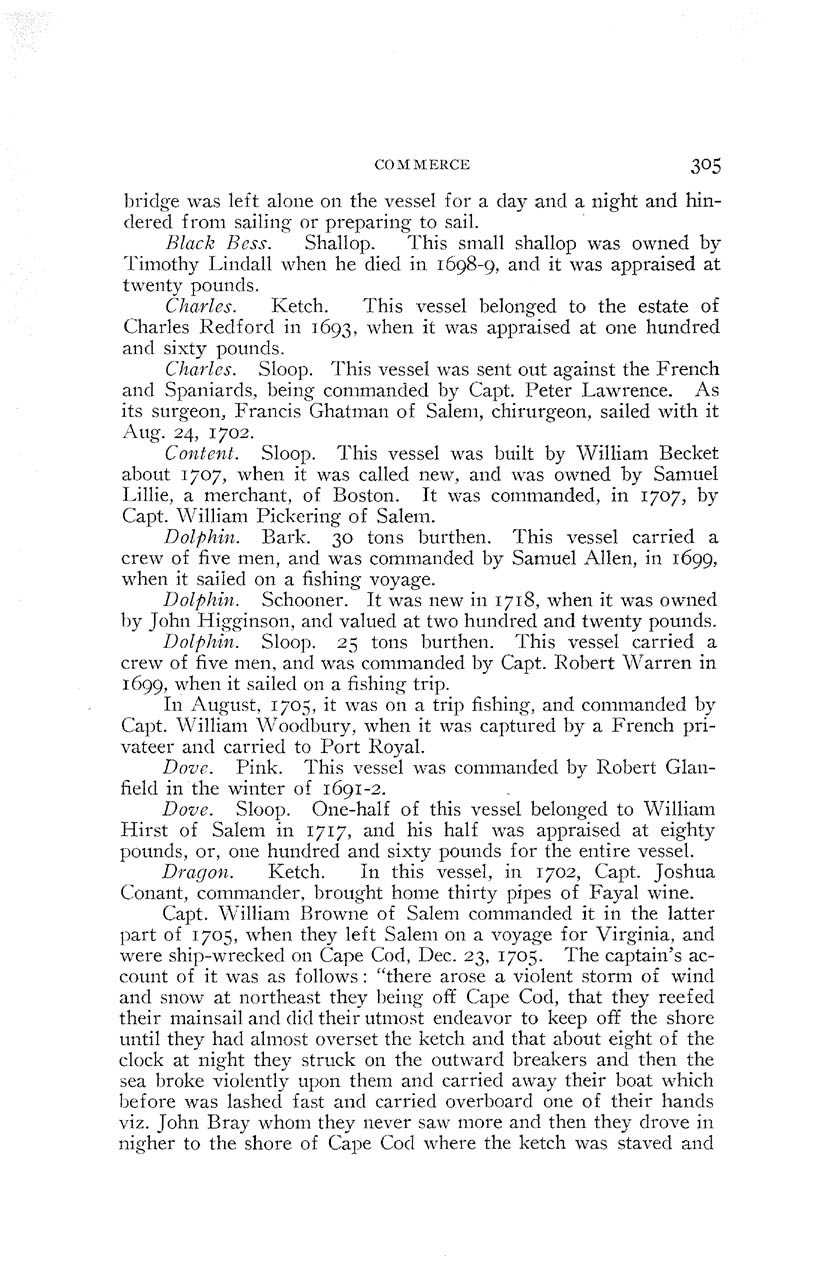 COMMERCE 305
bridge was left alone on the vessel for a day and a night and hin-
dered from sailing or preparing to sail.
Black Bess. Shallop. This small shallop was owned by
Timothy Lindall when he died in 1698-9, and it was appraised at
twenty pounds.
Charles. Ketch. This vessel belonged to the estate of
Charles Redford in 1693, when it was appraised at one hundred
and sixty pounds.
Charles. Sloop. This vessel was sent out against the French
and Spaniards, being commanded by Capt. Peter Lawrence. As
its surgeon, Francis Ghatman of Salem, chirurgeon, sailed with it
Aug. 24, 1702.
Content. Sloop. This vessel was built by William Becket
about 1707, when it was called new, and was owned by Samuel
Lillie, a merchant, of Boston. It was commanded, in 1707, by
Capt. William Pickering of Salem.
Dolphin. Bark. 30 tons burthen. This vessel carried a
crew of five men, and was commanded by Samuel Allen, in 1699,
when it sailed on a fishing voyage.
Dolphin. Schooner. It was new in 1718, when it was owned
by John Higginson, and valued at two hundred and twenty pounds.
Dolphin. Sloop. 25 tons burthen. This vessel carried a
crew of five men, and was commanded by Capt. Robert Warren in
1699, when it sailed on a fishing trip.
In August, 1705, it was on a trip fishing, and commanded by
Capt. William Woodbury, when it was captured by a French pri-
vateer and carried to Port Royal.
Dove. Pink. This vessel was commanded by Robert Glan-
field in the winter of 1691-2.
Dove. Sloop. One-half of this vessel belonged to William
Hirst of Salem in 1717, and his half was appraised at eighty
pounds, or, one hundred and sixty pounds for the entire vessel.
Dragon. Ketch. In this vessel, in 1702, Capt. Joshua
Conant, commander, brought home thirty pipes of Fayal wine.
Capt. William Browne of Salem commanded it in the latter
part of 1705, when they left Salem on a voyage for Virginia, and
were ship-wrecked on Cape Cod, Dec. 23, 1705. The captain's ac-
count of it was as follows: "there arose a violent storm of wind
and snow at northeast they being off Cape Cod, that they reefed
their mainsail and did their utmost endeavor to keep off the shore
until they had almost overset the ketch and that about eight of the
clock at night they struck on the outward breakers and then the
sea broke violently upon them and carried away their boat which
before was lashed fast and carried overboard one of their hands
viz. John Bray whom they never saw more and then they drove in
nigher to the shore of Cape Cod where the ketch was staved and